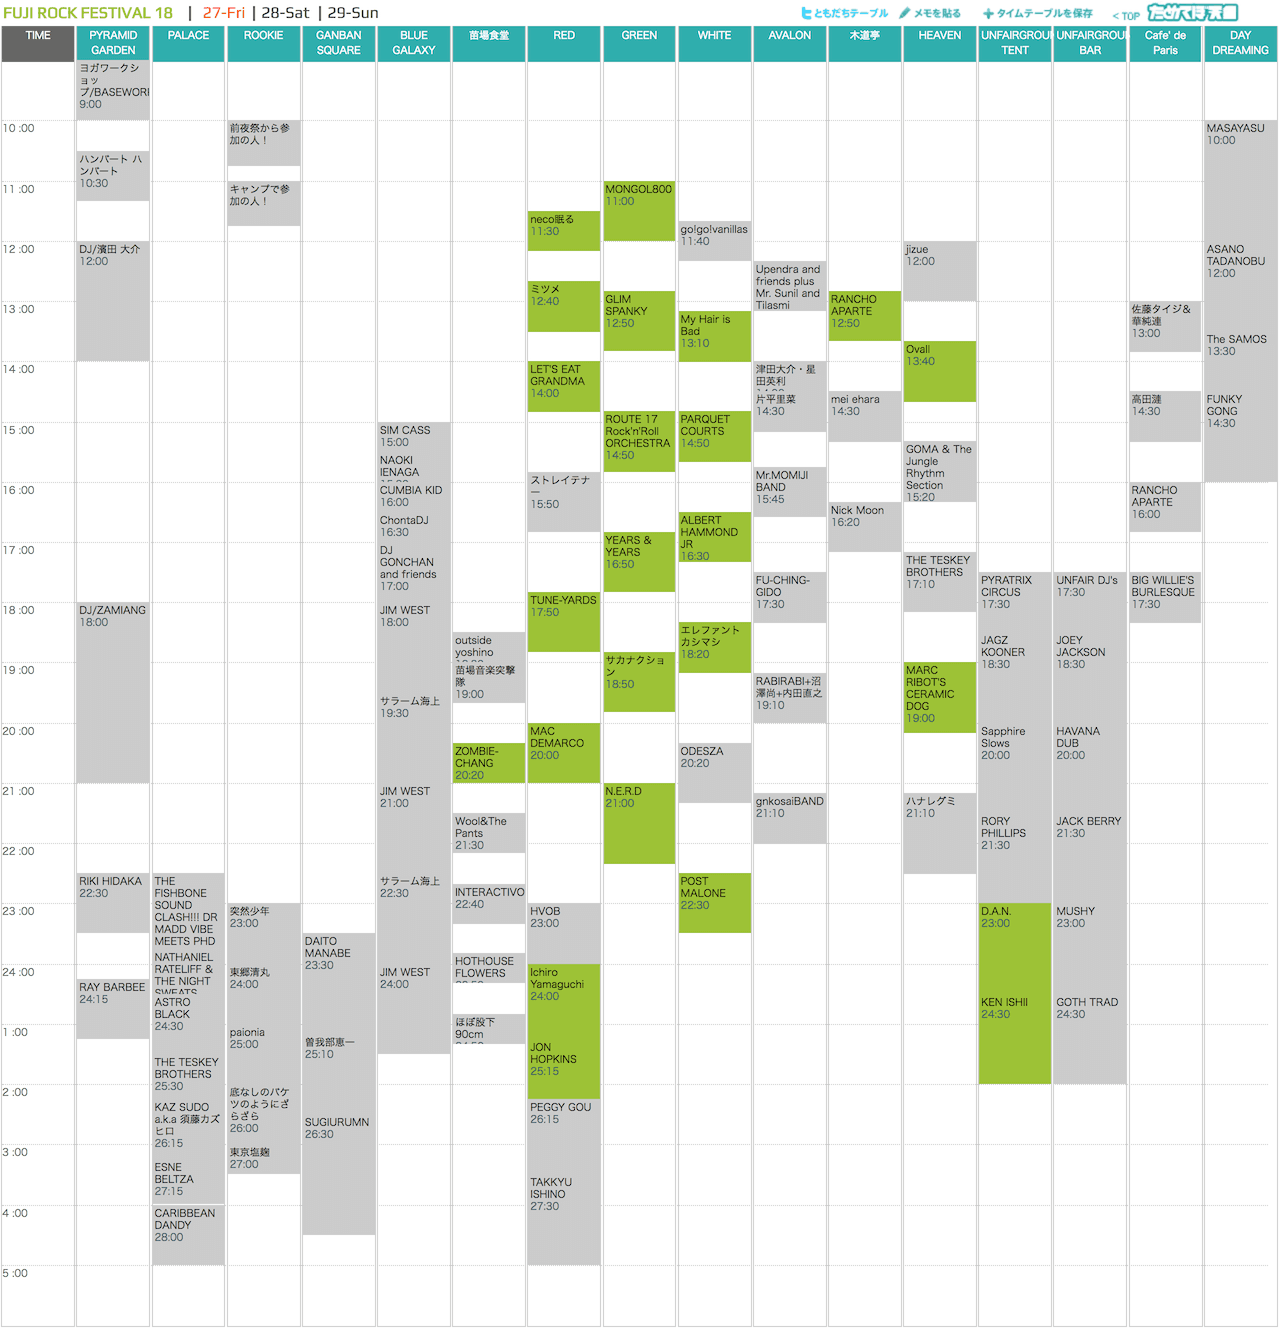 FUJI ROCK FESTIVAL 18 | 27-Fri | 28-Sat | 29-Sun
ともだちテーブル メモを貼る タイムテーブルを保存 < TOP
TIME
PYRAMID
GARDEN
PALACE
ROOKIE
GANBAN
SQUARE
BLUE
GALAXY
苗場食堂
RED
GREEN
WHITE
AVALON
木道亭
HEAVEN
UNFAIRGROU
TENT
UNFAIRGROU
BAR
Cafe' de
Paris
DAY
DREAMING
10 :00
11 :00
12 :00
13 :00
14 :00
15 :00
16 :00
17 :00
18 :00
19 :00
20 :00
21 :00
22 :00
23 :00
24 :00
1 :00
2 :00
3 :00
4 :00
5 :00
ヨガワークシ
ョッ
プ/BASEWOR
9:00
ハンバート ハ
ンバート
10:30
DJ/濱田 大介
12:00
DJ/ZAMIANG
18:00
RIKI HIDAKA
22:30
RAY BARBEE
24:15
THE
FISHBONE
SOUND
CLASH!!! DR
MADD VIBE
MEETS PHD
NATHANIEL
RATELIFF &
THE NIGHT
SWEATS
ASTRO
BLACK
24:30
THE TESKEY
BROTHERS
25:30
KAZ SUDO
a.k.a 須藤カズ
ヒロ
26:15
ESNE
BELTZA
27:15
CARIBBEAN
DANDY
28:00
前夜祭から参
加の人！
キャンプで参
加の人！
突然少年
23:00
東郷清丸
24:00
paionia
25:00
底なしのバケ
ツのようにざ
らざら
26:00
東京塩麹
27:00
DAITO
MANABE
23:30
曽我部恵一
25:10
SUGIURUMN
26:30
SIM CASS
15:00
NAOKI
IENAGA
CUMBIA KID
16:00
ChontaDJ
16:30
DJ
GONCHAN
and friends
17:00
JIM WEST
18:00
サラーム海上
19:30
JIM WEST
21:00
サラーム海上
22:30
JIM WEST
24:00
outside
yoshino
苗場音楽突撃
隊
19:00
ZOMBIE-
CHANG
20:20
Wool&The
Pants
21:30
INTERACTIVO
22:40
HOTHOUSE
FLOWERS
ほぼ股下
90cm
neco眠る
11:30
ミツメ
12:40
LET'S EAT
GRANDMA
14:00
ストレイテナ
ー
15:50
TUNE-YARDS
17:50
MAC
DEMARCO
20:00
HVOB
23:00
Ichiro
Yamaguchi
24:00
JON
HOPKINS
25:15
PEGGY GOU
26:15
TAKKYU
ISHINO
27:30
MONGOL800
11:00
GLIM
SPANKY
12:50
ROUTE 17
Rock'n'Roll
ORCHESTRA
14:50
YEARS &
YEARS
16:50
サカナクショ
ン
18:50
N.E.R.D
21:00
go!go!vanillas
11:40
My Hair is
Bad
13:10
PARQUET
COURTS
14:50
ALBERT
HAMMOND
JR
16:30
エレファント
カシマシ
18:20
ODESZA
20:20
POST
MALONE
22:30
Upendra and
friends plus
Mr. Sunil and
Tilasmi
津田大介・星
田英利
片平里菜
14:30
Mr.MOMIJI
BAND
15:45
FU-CHING-
GIDO
17:30
RABIRABI+沼
澤尚+内田直之
19:10
gnkosaiBAND
21:10
RANCHO
APARTE
12:50
mei ehara
14:30
Nick Moon
16:20
jizue
12:00
Ovall
13:40
GOMA & The
Jungle
Rhythm
Section
15:20
THE TESKEY
BROTHERS
17:10
MARC
RIBOT'S
CERAMIC
DOG
19:00
ハナレグミ
21:10
PYRATRIX
CIRCUS
17:30
JAGZ
KOONER
18:30
Sapphire
Slows
20:00
RORY
PHILLIPS
21:30
D.A.N.
23:00
KEN ISHII
24:30
UNFAIR DJ's
17:30
JOEY
JACKSON
18:30
HAVANA
DUB
20:00
JACK BERRY
21:30
MUSHY
23:00
GOTH TRAD
24:30
佐藤タイジ＆
華純連
13:00
高田漣
14:30
RANCHO
APARTE
16:00
BIG WILLIE'S
BURLESQUE
17:30
MASAYASU
10:00
ASANO
TADANOBU
12:00
The SAMOS
13:30
FUNKY
GONG
14:30